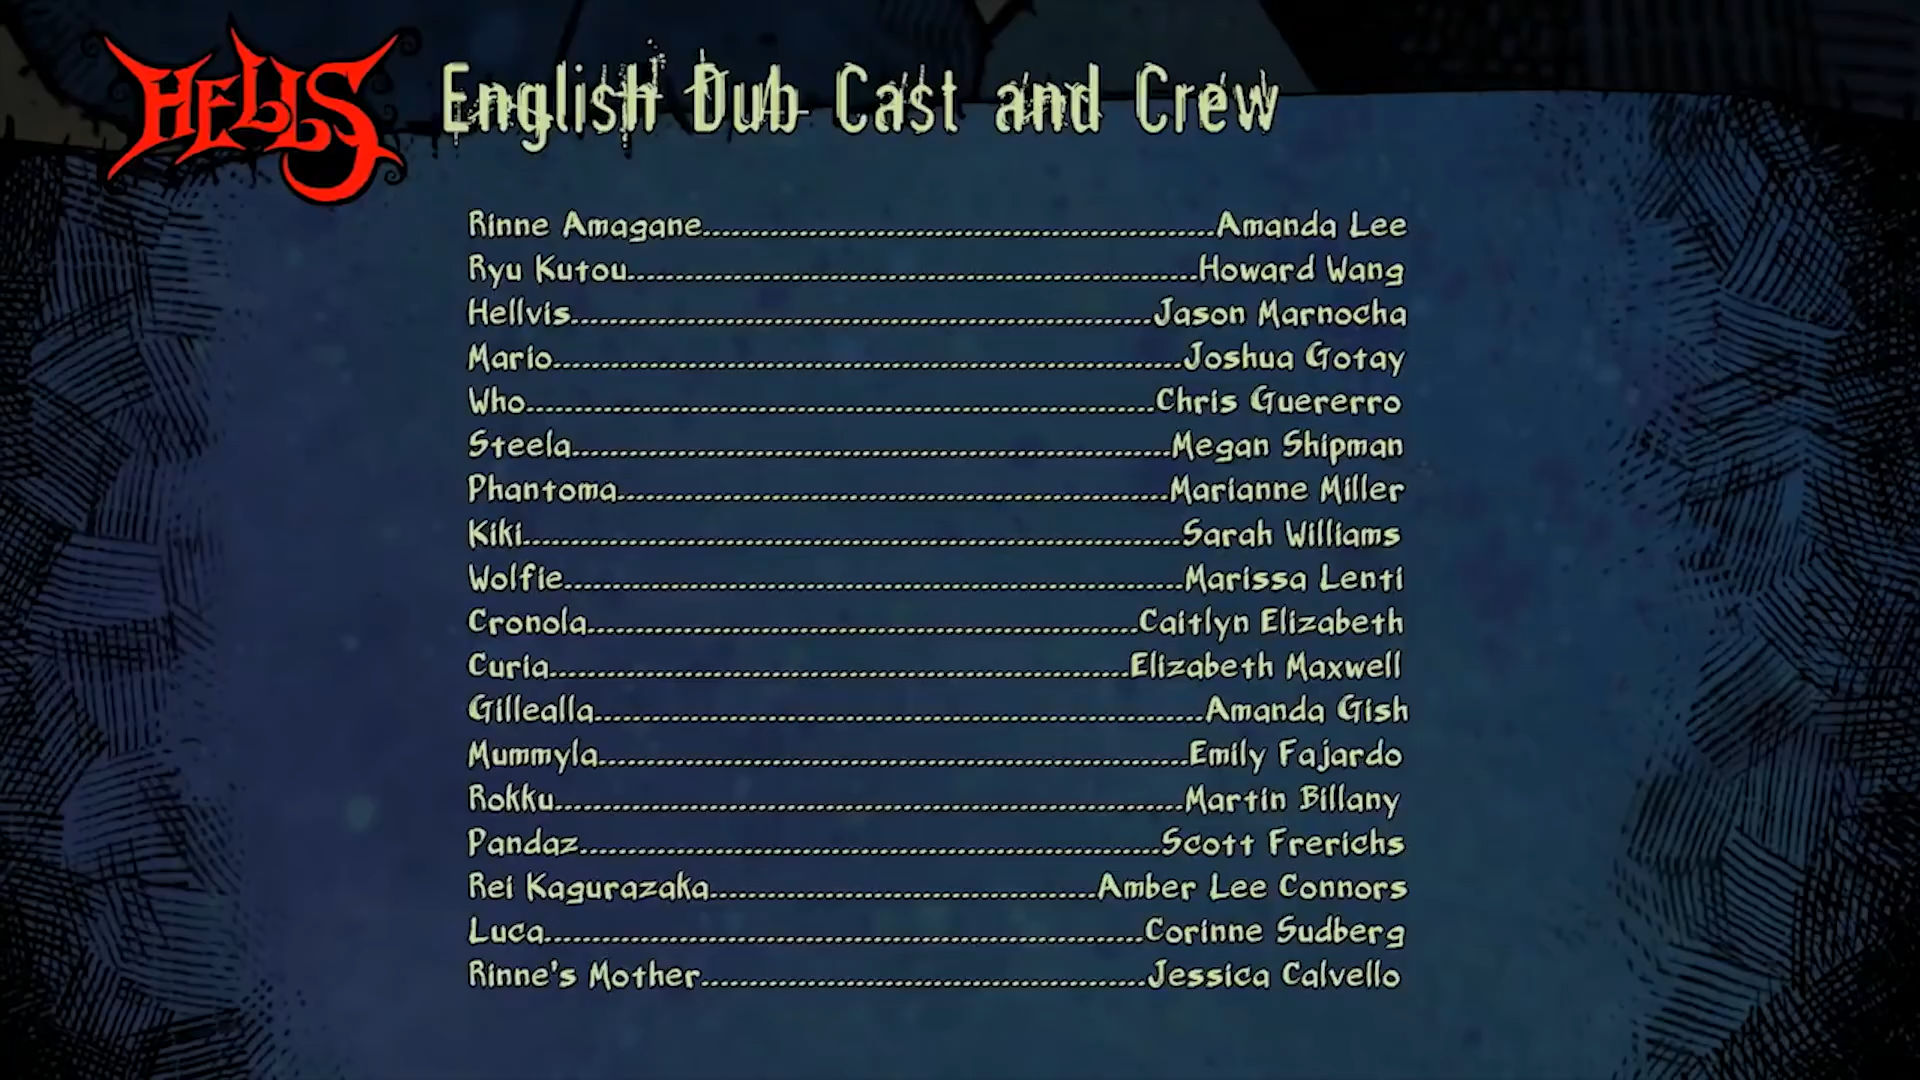 HELLS
English Dub Cast and Crew
Rinne Amagane........................Amanda Lee
Ryu Kutou........................Howard Wang
Hellvis........................Jason Marnocha
Mario........................Joshua Gotay
Who........................Chris Guererro
Steela........................Megan Shipman
Phantoma........................Marianne Miller
Kiki........................Sarah Williams
Wolfie........................Marissa Lenti
Cronola........................Caitlyn Elizabeth
Curia........................Elizabeth Maxwell
Gillealla........................Amanda Gish
Mummyla........................Emily Fajardo
Rokku........................Martin Billany
Pandaz........................Scott Frerichs
Rei Kagurazaka........................Amber Lee Connors
Luca........................Corinne Sudberg
Rinne's Mother........................Jessica Calvello